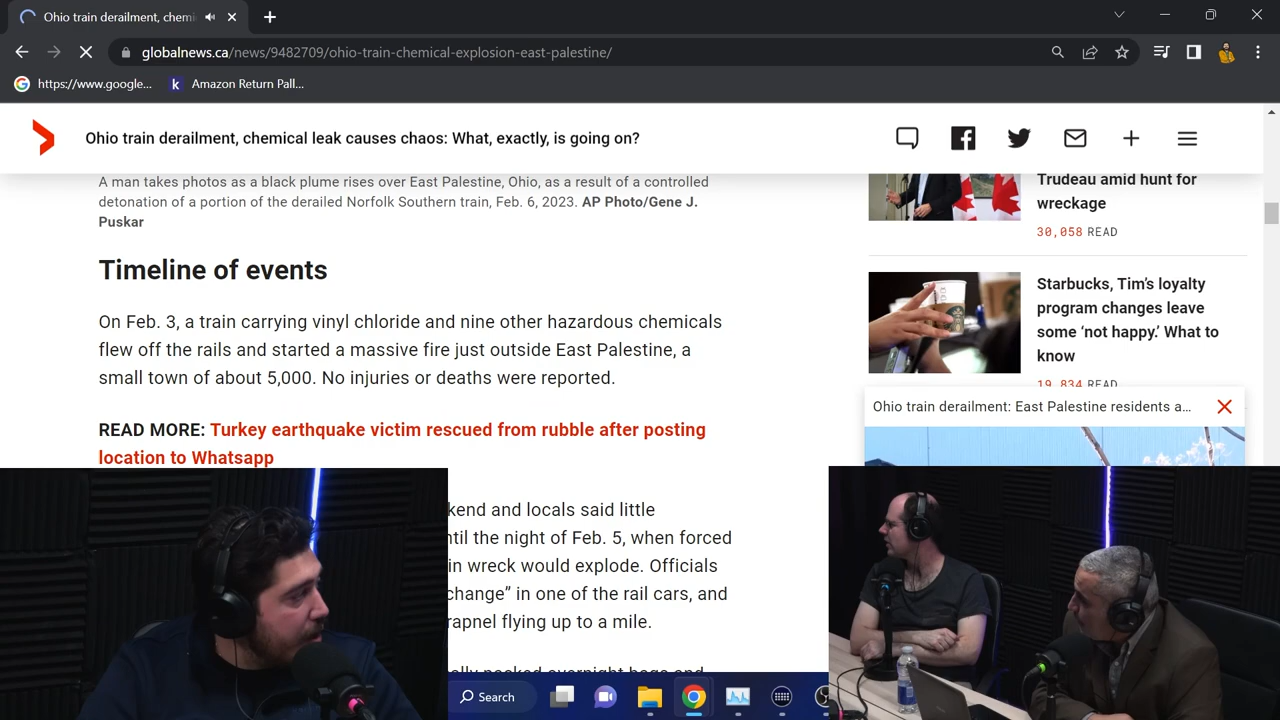 Ohio train derailment, chemi
globalnews.ca/news/9482709/ohio-train-chemical-explosion-east-palestine/
https://www.google...
k
Amazon Return Pall...
Ohio train derailment, chemical leak causes chaos: What, exactly, is going on?
A man takes photos as a black plume rises over East Palestine, Ohio, as a result of a controlled
detonation of a portion of the derailed Norfolk Southern train, Feb. 6, 2023. AP Photo/Gene J.
Puskar
Timeline of events
On Feb. 3, a train carrying vinyl chloride and nine other hazardous chemicals
flew off the rails and started a massive fire just outside East Palestine, a
small town of about 5,000. No injuries or deaths were reported.
READ MORE: Turkey earthquake victim rescued from rubble after posting
location to Whatsapp
kend and locals said little
ntil the night of Feb. 5, when forced
in wreck would explode. Officials
change” in one of the rail cars, and
rapnel flying up to a mile.
Trudeau amid hunt for
wreckage
30,058 READ
Starbucks, Tim’s loyalty
program changes leave
some ‘not happy.’ What to
know
19,834 READ
Ohio train derailment: East Palestine residents a...
Search